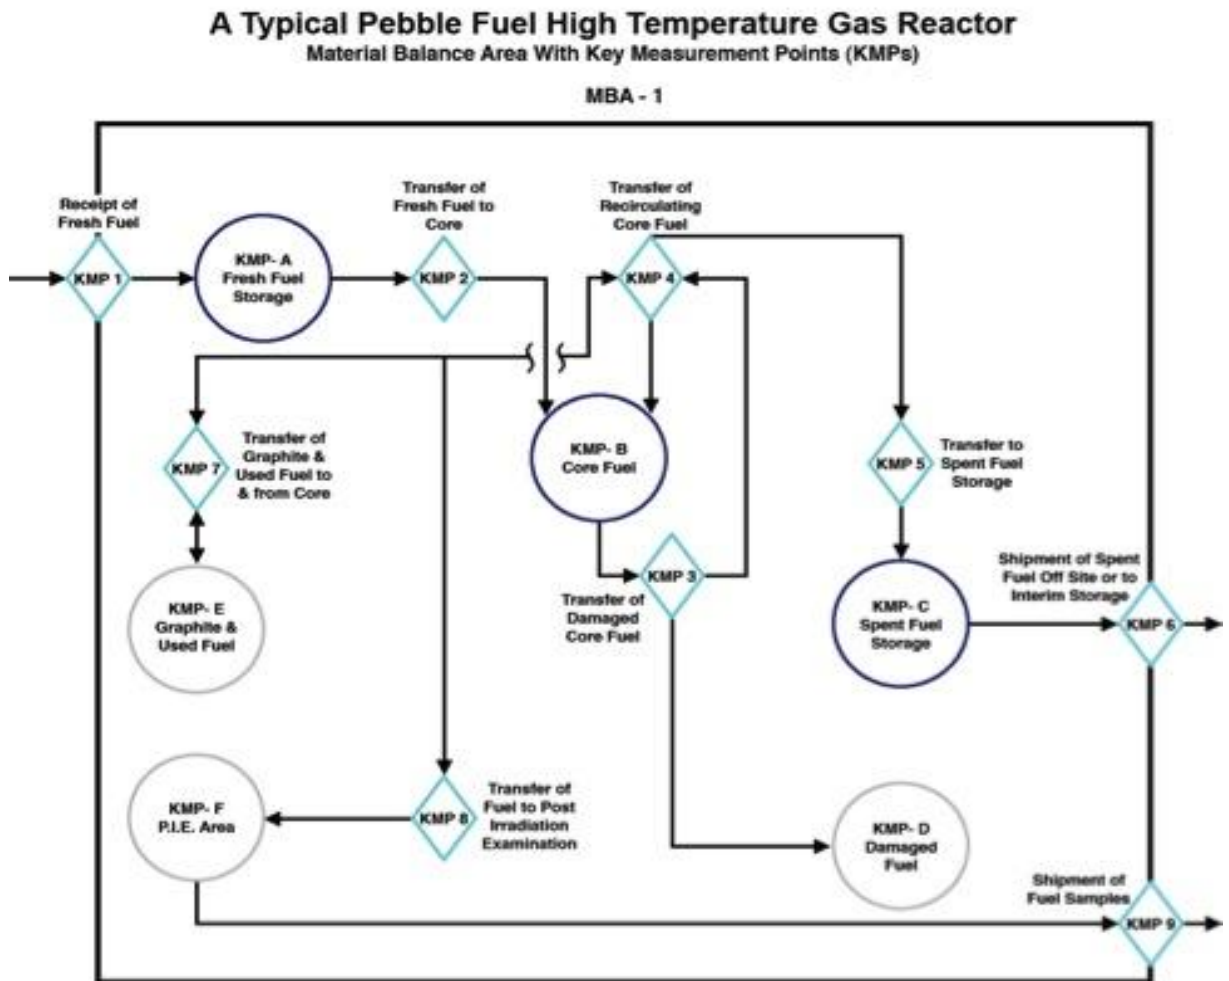 A Typical Pebble Fuel High Temperature Gas Reactor
Material Balance Area With Key Measurement Points (KMPs)
MBA - 1
Receipt of
Fresh Fuel
KMP 1
KMP- A
Fresh Fuel
Storage
Transfer of
Fresh Fuel to
Core
KMP 2
Transfer of
Recirculating
Core Fuel
KMP 4
KMP 7
Transfer of
Graphite &
Used Fuel to
& from Core
KMP- B
Core Fuel
KMP 5
Transfer to
Spent Fuel
Storage
KMP- E
Graphite &
Used Fuel
KMP 3
Transfer of
Damaged
Core Fuel
KMP- C
Spent Fuel
Storage
Shipment of Spent
Fuel Off Site or to
Interim Storage
KMP 6
KMP- F
P.I.E. Area
KMP 8
Transfer of
Fuel to Post
Irradiation
Examination
KMP- D
Damaged
Fuel
Shipment of
Fuel Samples
KMP 9